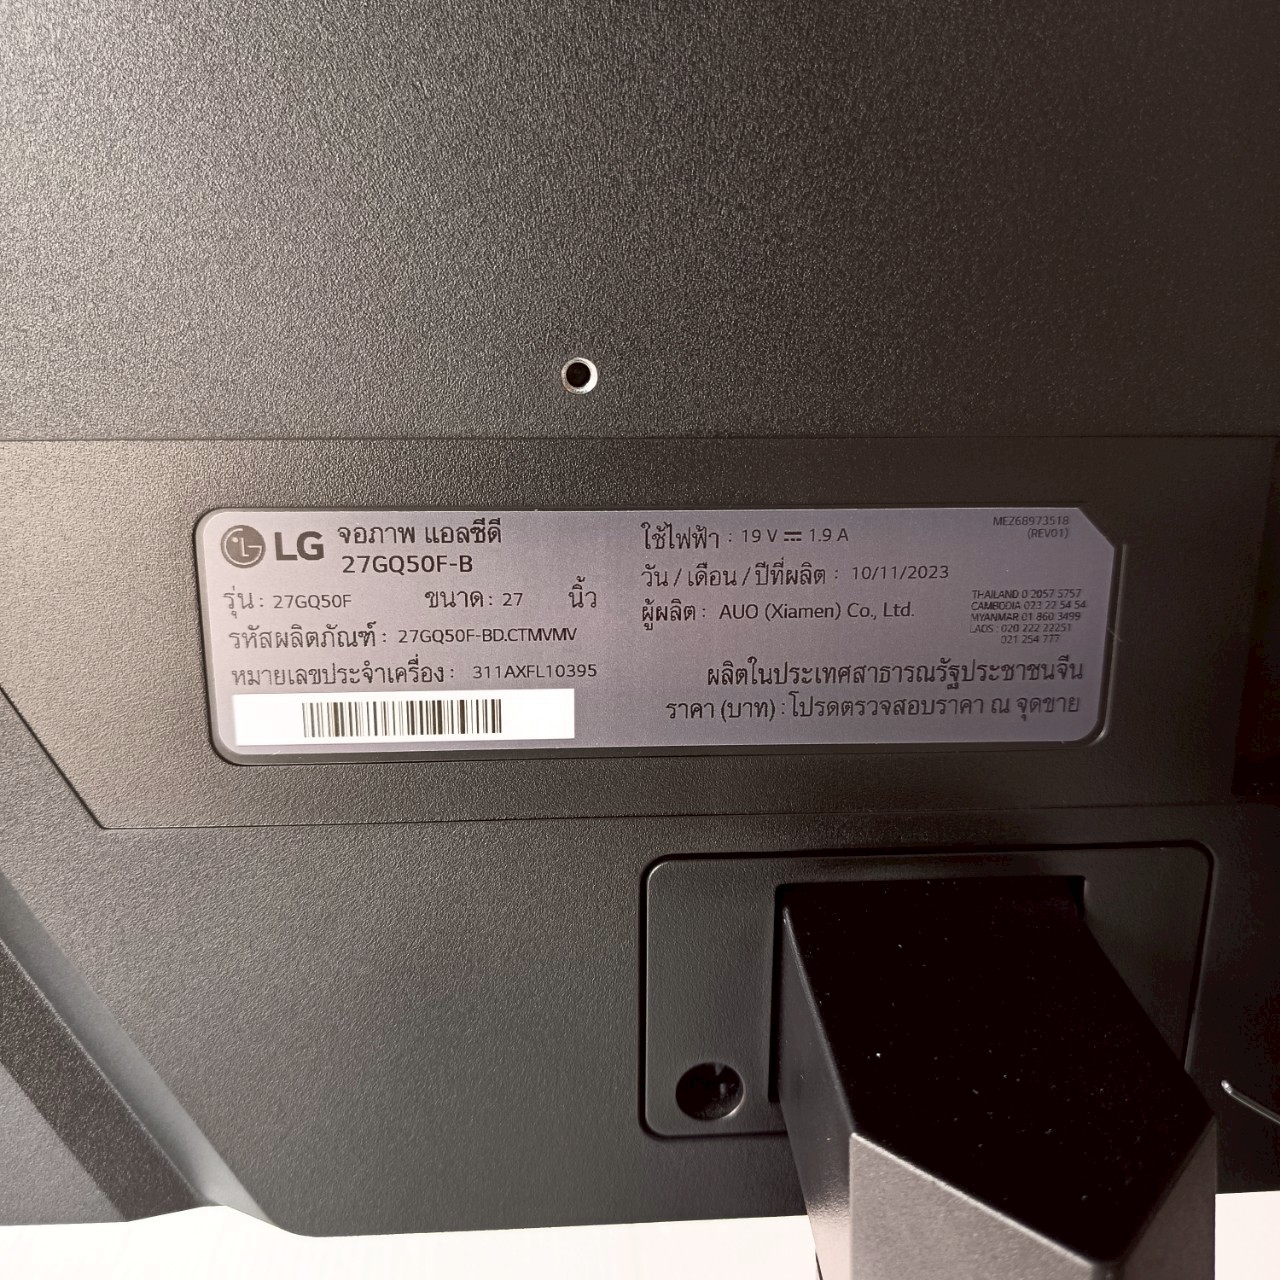 LG จอภาพ แอลซีดี
27GQ50F-B
รุ่น : 27GQ50F ขนาด : 27 นิ้ว
รหัสผลิตภัณฑ์ : 27GQ50F-BD.CTMVMV
หมายเลขประจำเครื่อง : 311AXFL10395
ใช้ไฟฟ้า : 19 V ⎓ 1.9 A
วัน / เดือน / ปีที่ผลิต : 10/11/2023
ผู้ผลิต : AUO (Xiamen) Co., Ltd.
MEZ68973518
(REV01)
THAILAND 0 2057 5757
CAMBODIA 023 22 54 54
MYANMAR 01 860 3499
LAOS : 020 222 22251
021 254 777
ผลิตในประเทศสาธารณรัฐประชาชนจีน
ราคา (บาท) : โปรดตรวจสอบราคา ณ จุดขาย